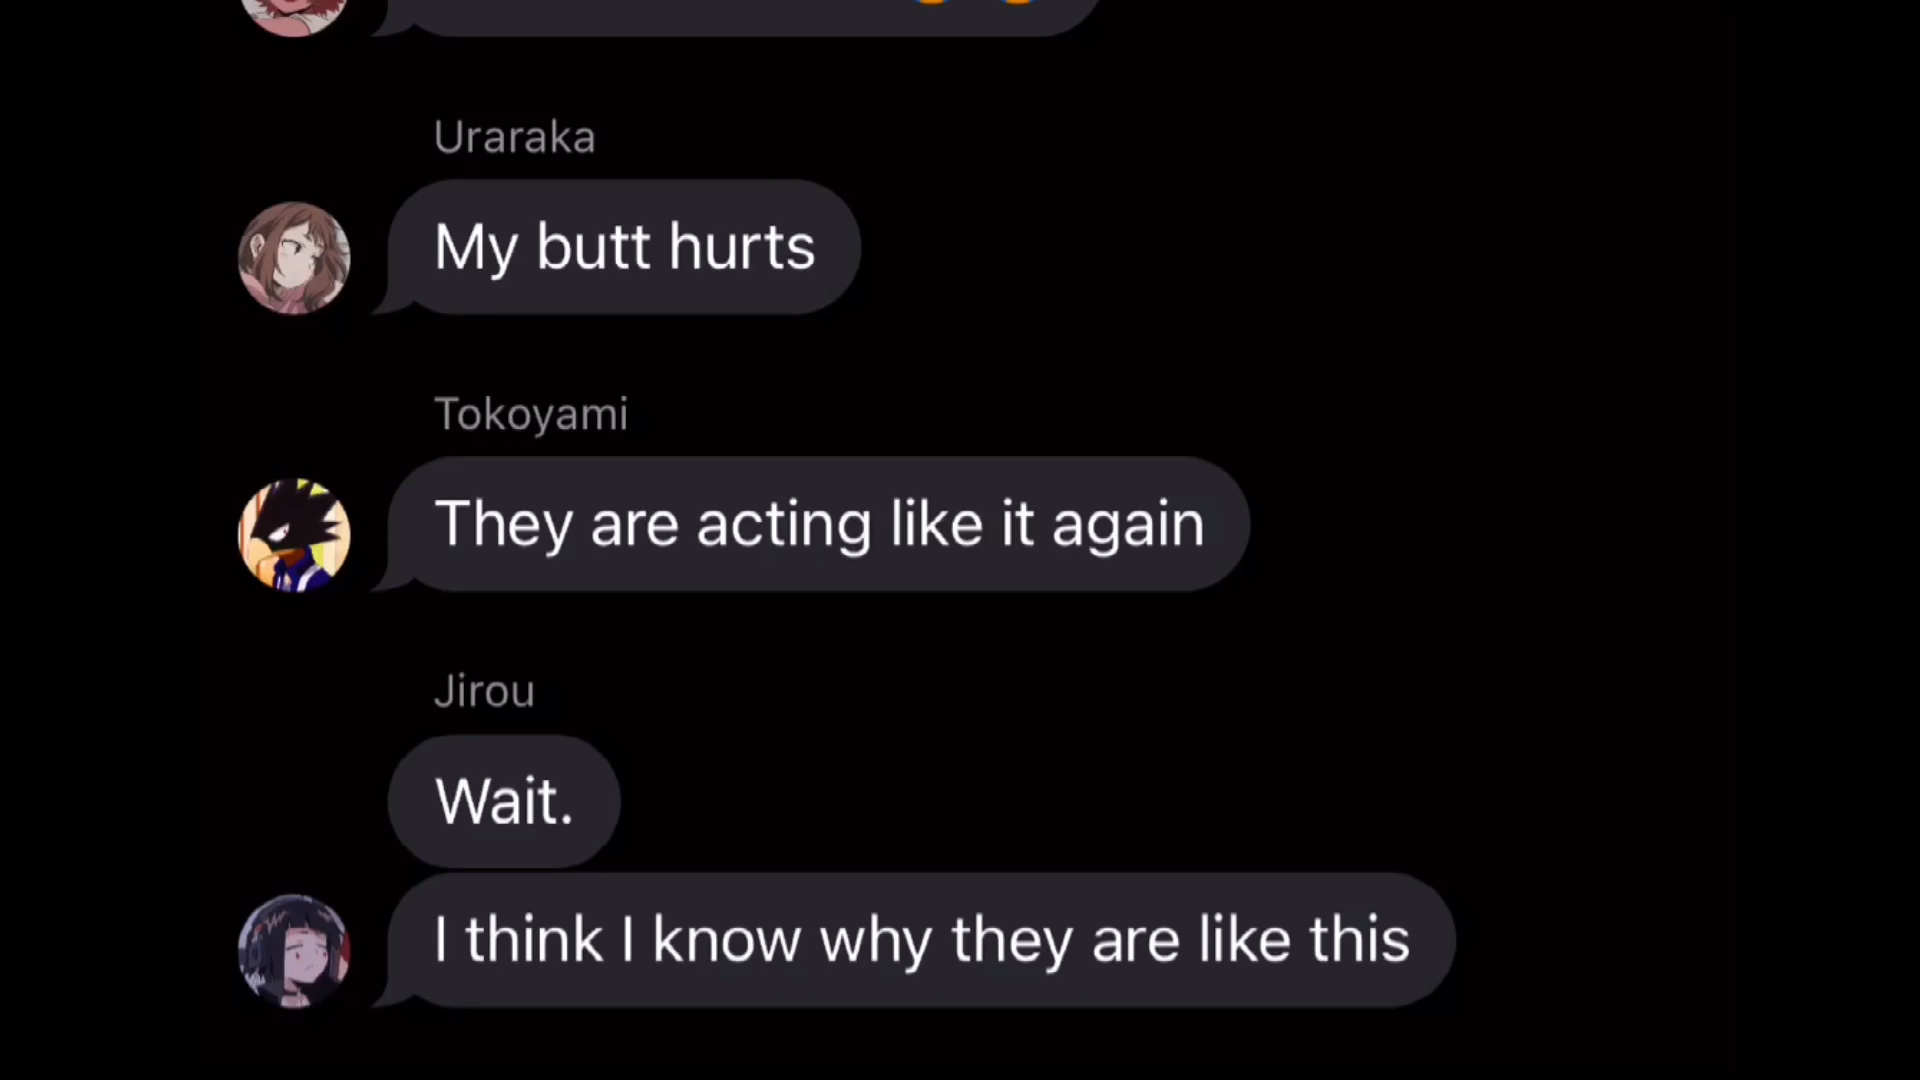 Uraraka
My butt hurts
Tokoyami
They are acting like it again
Jirou
Wait.
I think I know why they are like this